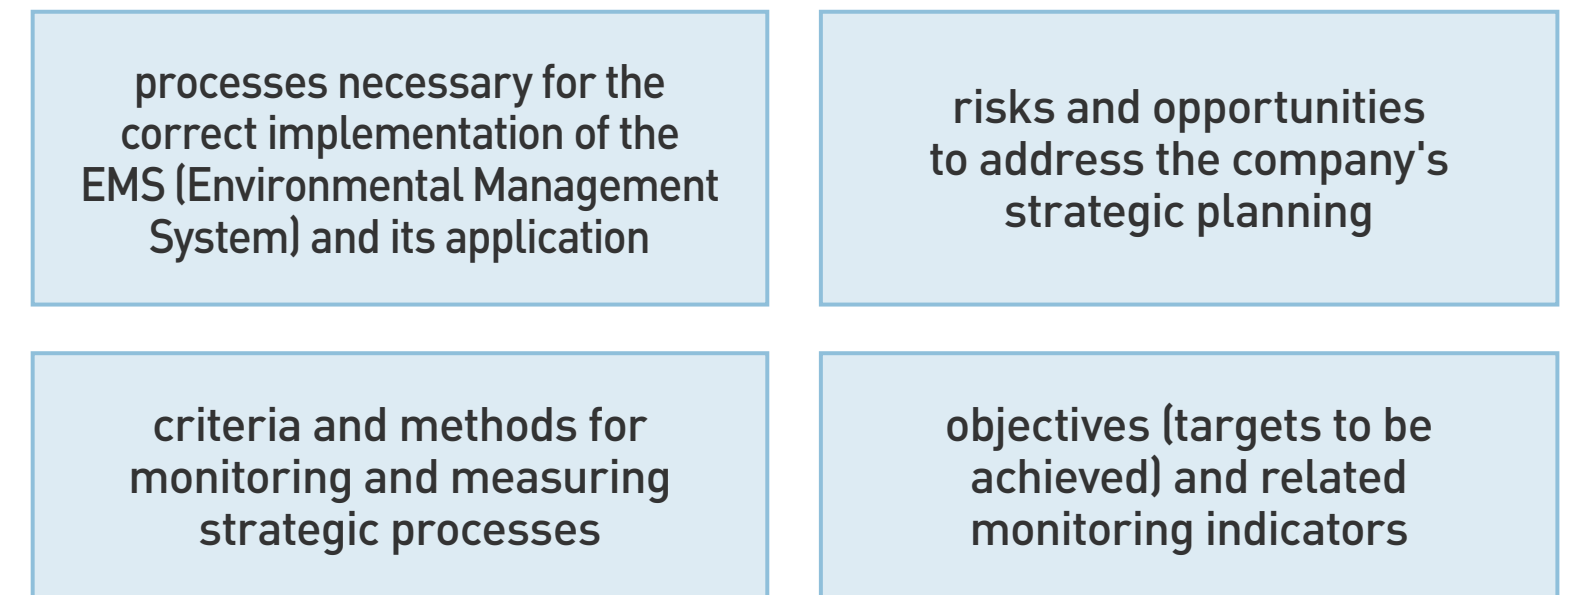 processes necessary for the
correct implementation of the
EMS (Environmental Management
System) and its application
risks and opportunities
to address the company's
strategic planning
criteria and methods for
monitoring and measuring
strategic processes
objectives (targets to be
achieved) and related
monitoring indicators